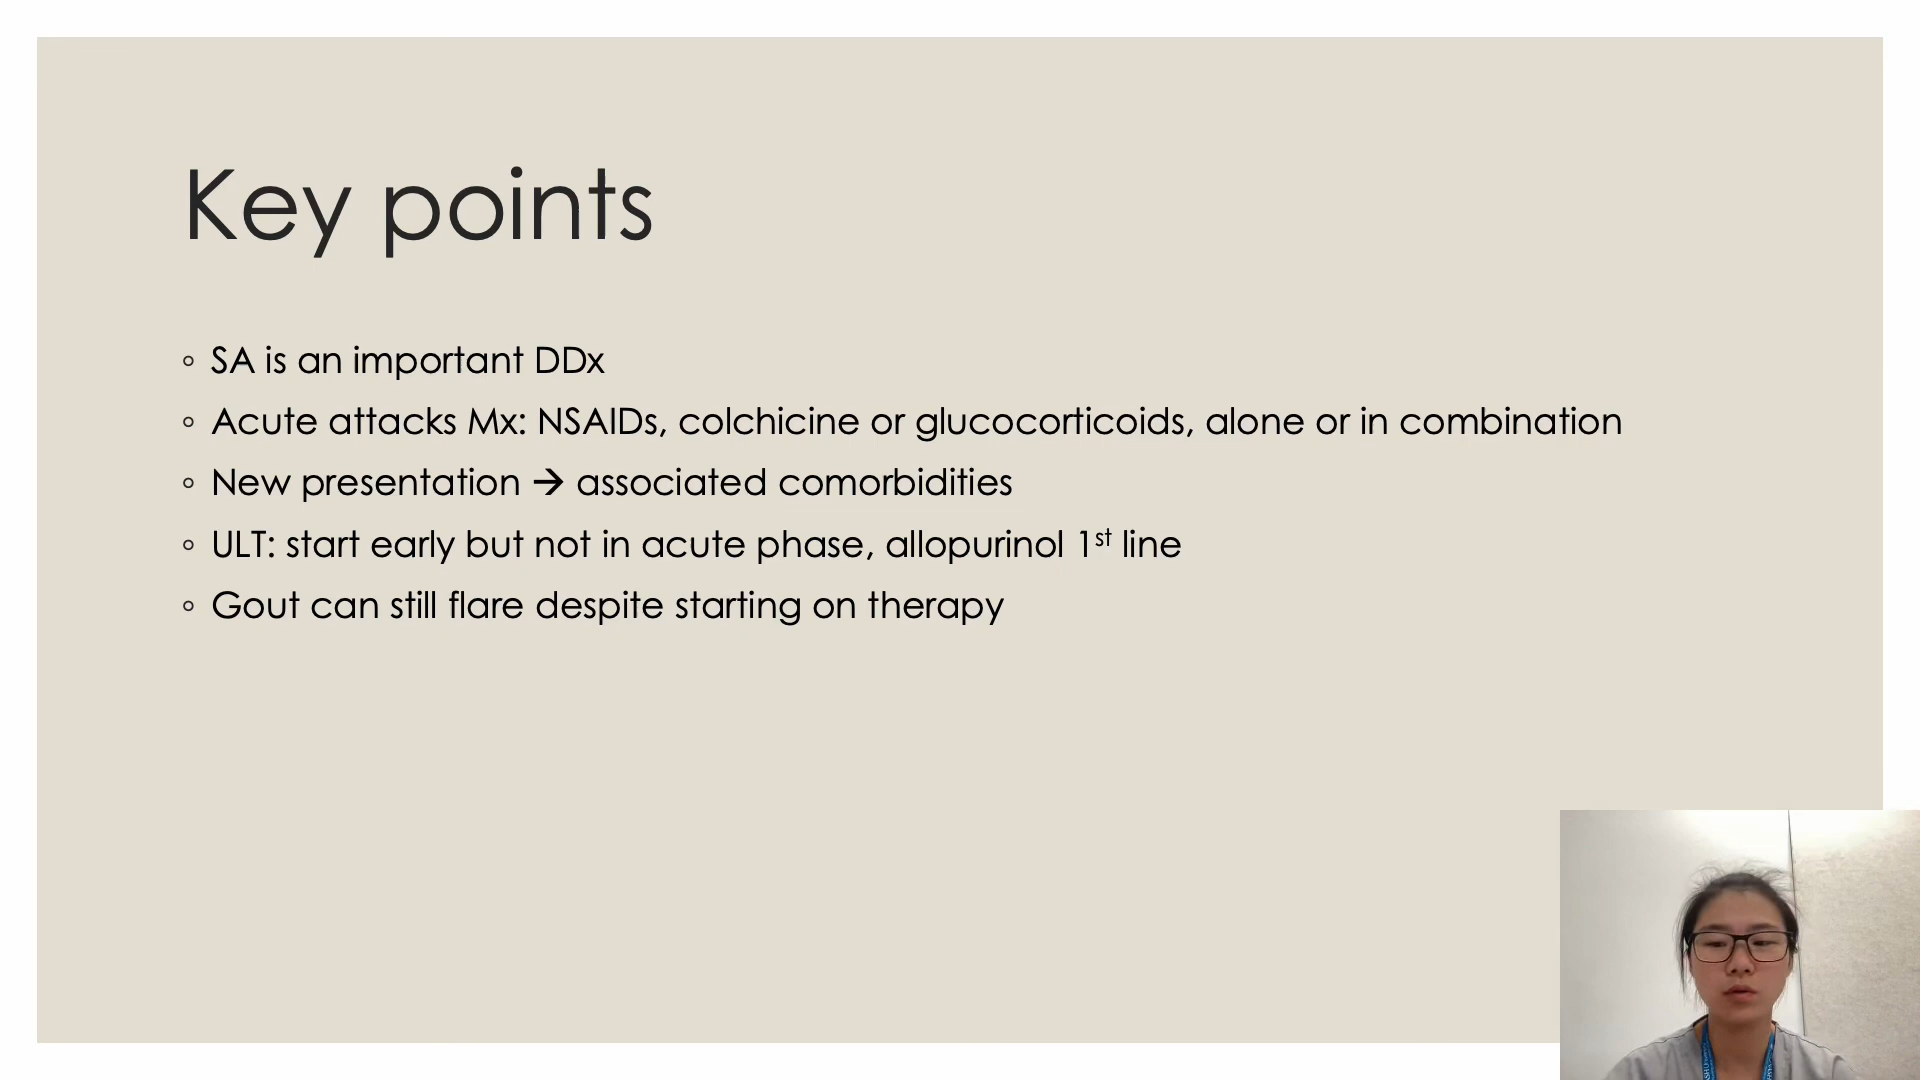 Key points
SA is an important DDx
Acute attacks Mx: NSAIDs, colchicine or glucocorticoids, alone or in combination
New presentation → associated comorbidities
ULT: start early but not in acute phase, allopurinol 1st line
Gout can still flare despite starting on therapy